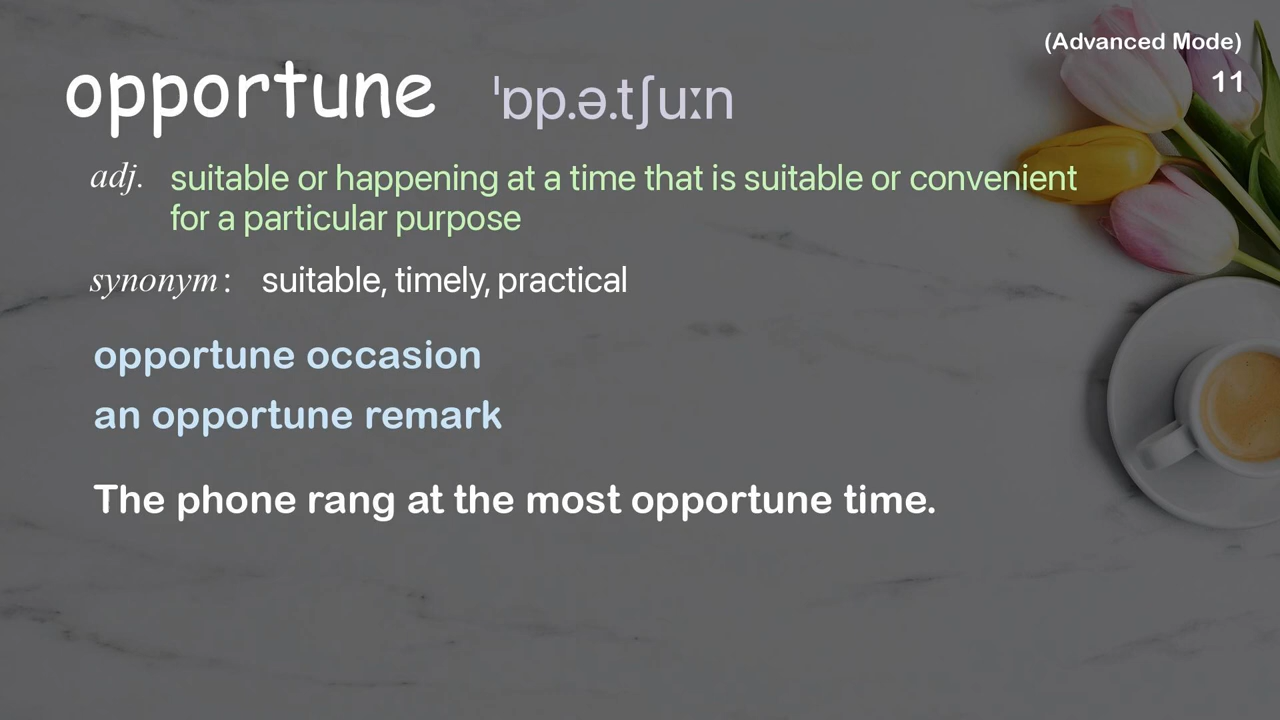 (Advanced Mode)
11
opportune ˈɒp.ə.tʃuːn
adj. suitable or happening at a time that is suitable or convenient
for a particular purpose
synonym: suitable, timely, practical
opportune occasion
an opportune remark
The phone rang at the most opportune time.